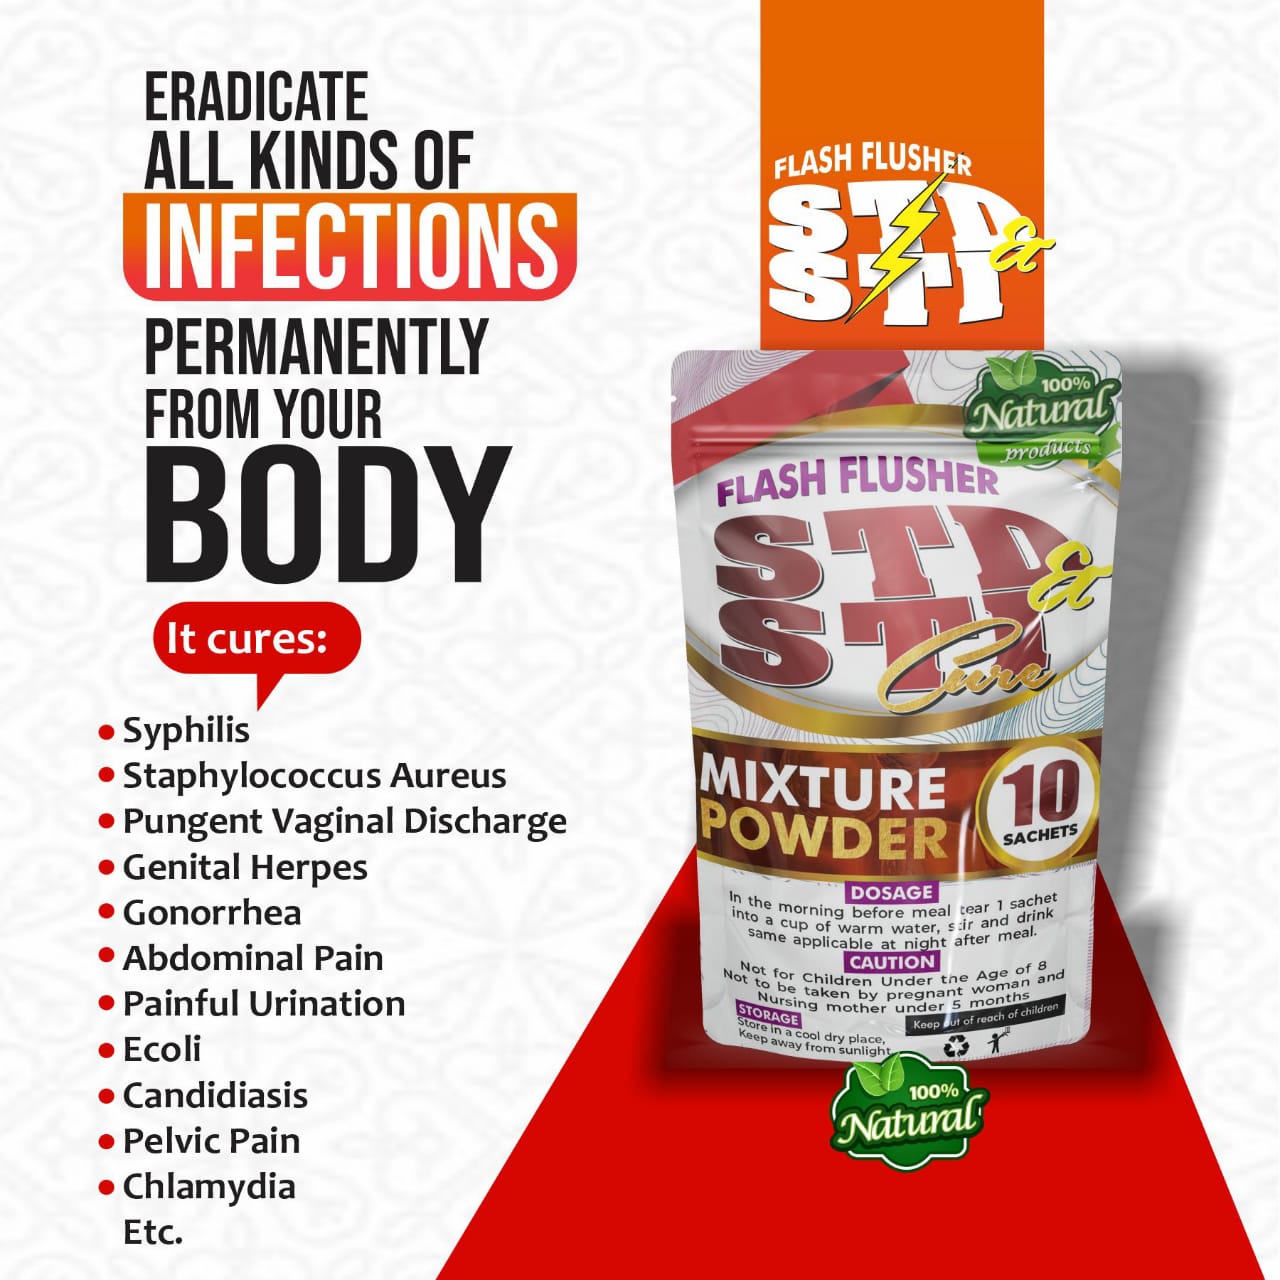 ERADICATE
ALL KINDS OF
INFECTIONS
PERMANENTLY
FROM YOUR
BODY
It cures:
Syphilis
Staphylococcus Aureus
Pungent Vaginal Discharge
Genital Herpes
Gonorrhea
Abdominal Pain
Painful Urination
Ecoli
Candidiasis
Pelvic Pain
Chlamydia
Etc.
FLASH FLUSHER
STD &
STI
100%
Natural
products
FLASH FLUSHER
STD &
STI
Cure
MIXTURE
POWDER
10
SACHETS
DOSAGE
In the morning before meal tear 1 sachet
into a cup of warm water, stir and drink
same applicable at night after meal.
CAUTION
Not for Children Under the Age of 8
Not to be taken by pregnant woman and
Nursing mother under 5 months
STORAGE
Store in a cool dry place,
Keep away from sunlight
Keep out of reach of children
100%
Natural